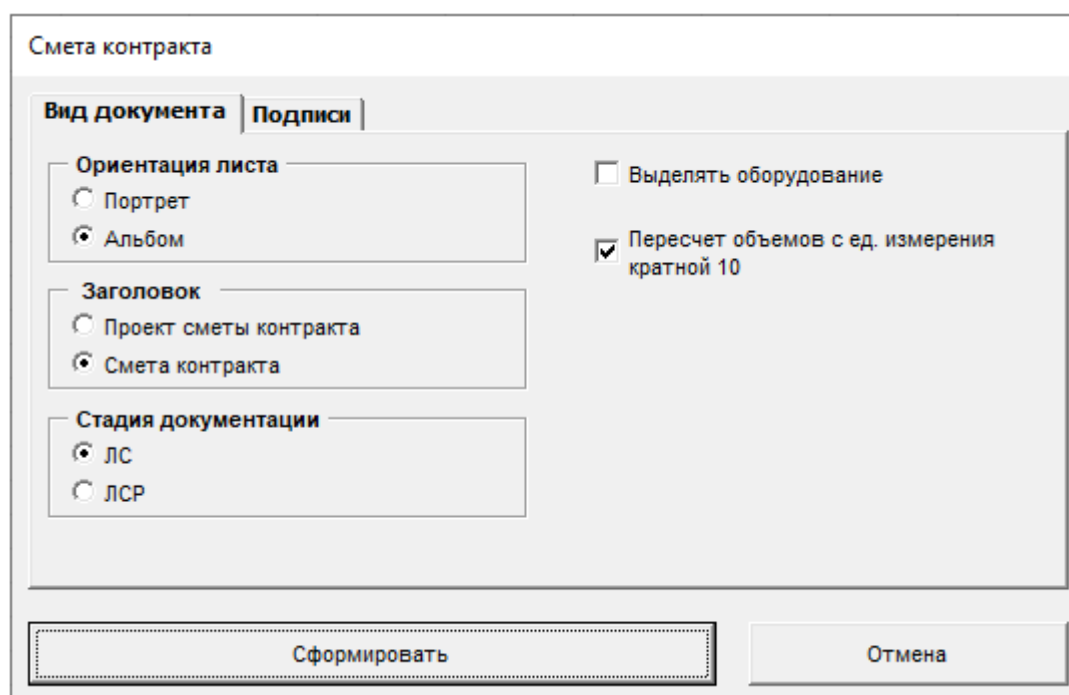 Смета контракта
Вид документа
Подписи
Ориентация листа
Портрет
Альбом
Заголовок
Проект сметы контракта
Смета контракта
Стадия документации
ЛС
ЛСР
Выделять оборудование
Пересчет объемов с ед. измерения
кратной 10
Сформировать
Отмена